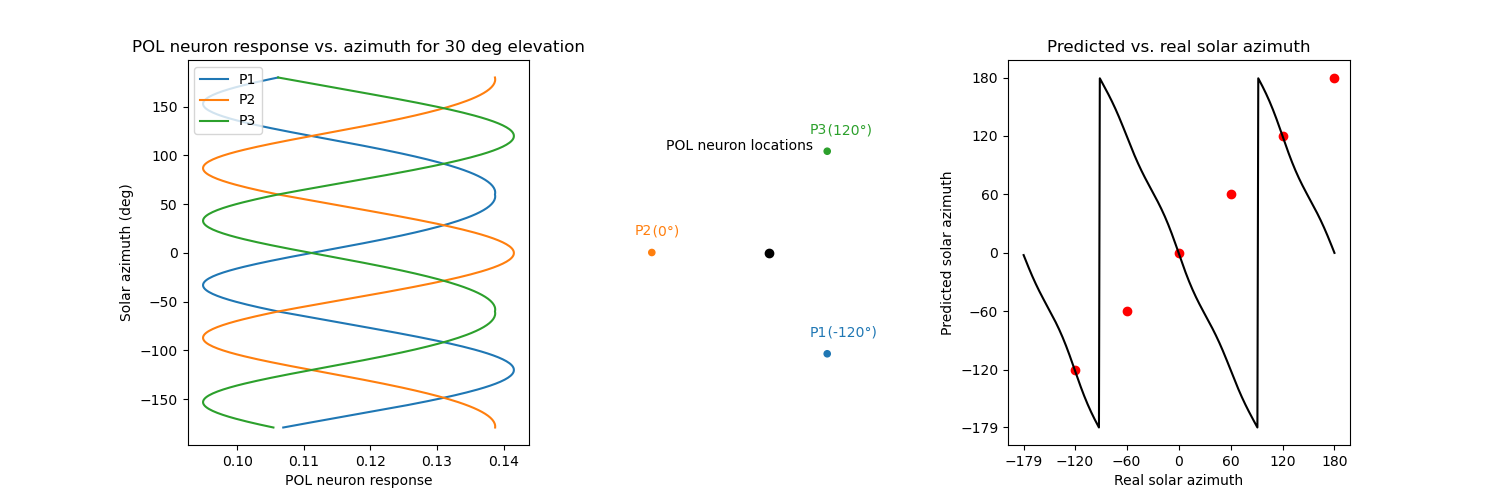 POL neuron response vs. azimuth for 30 deg elevation
P1
P2
P3
Solar azimuth (deg)
150
100
50
0
−50
−100
−150
0.10 0.11 0.12 0.13 0.14
POL neuron response
P3(120°)
POL neuron locations
P2(0°)
P1(-120°)
Predicted vs. real solar azimuth
Predicted solar azimuth
180
120
60
0
−60
−120
−179
−179 −120 −60 0 60 120 180
Real solar azimuth